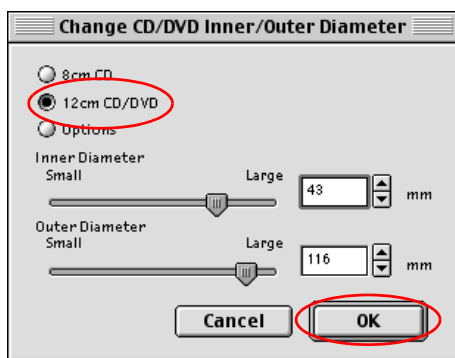 Change CD/DVD Inner/Outer Diameter
8cm CD
12cm CD/DVD
Options
Inner Diameter
Small Large 43 mm
Outer Diameter
Small Large 116 mm
Cancel OK